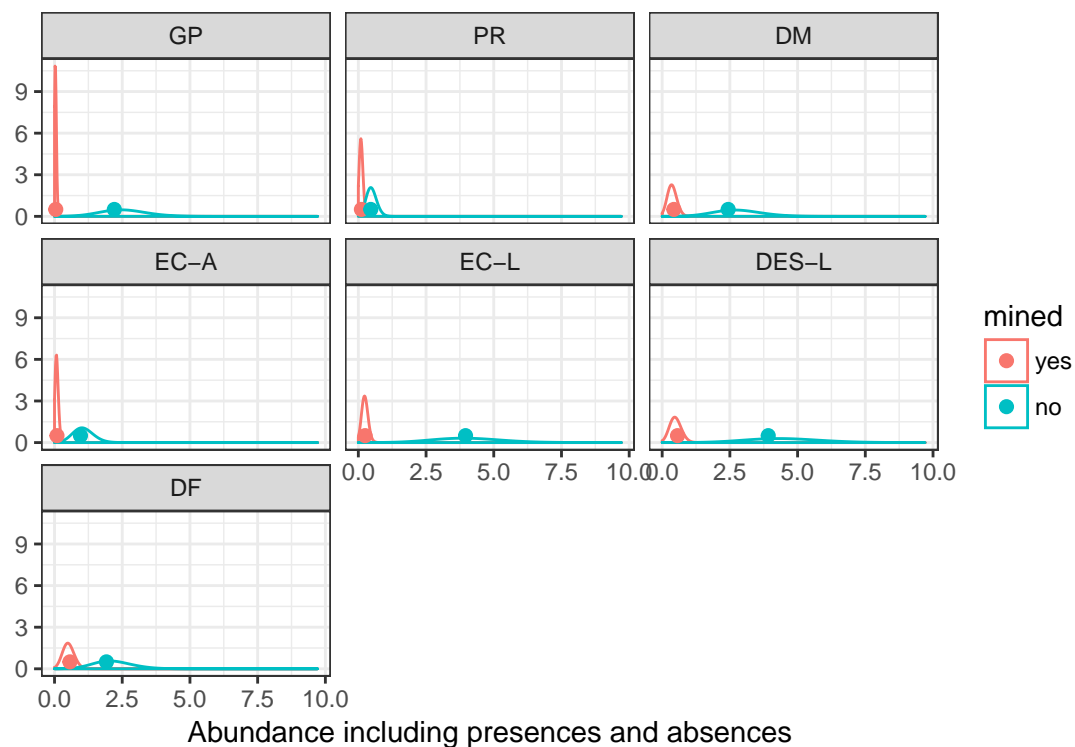 GP PR DM
9
6
3
0
EC−A EC−L DES−L
9
6
3
0
0.0 2.5 5.0 7.5 10.0 0.0 2.5 5.0 7.5 10.0
DF
9
6
3
0
0.0 2.5 5.0 7.5 10.0
Abundance including presences and absences
mined
yes
no